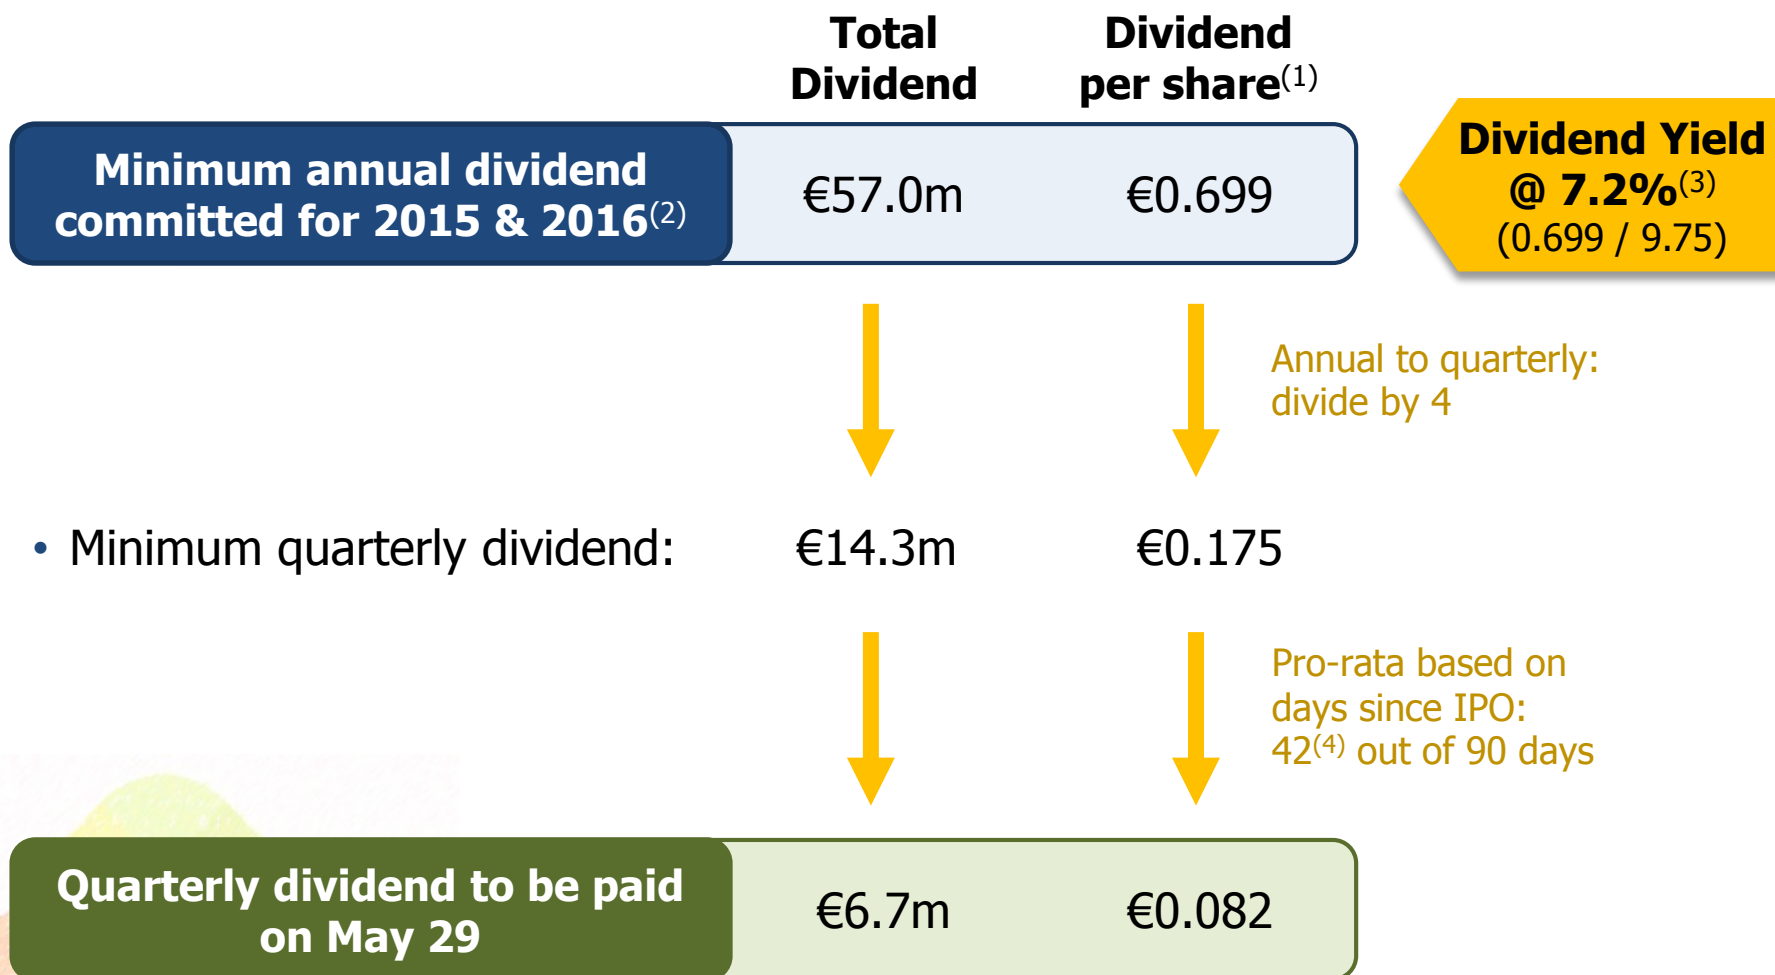 Total
Dividend
Dividend
per share(1)
Minimum annual dividend
committed for 2015 & 2016(2)
€57.0m
€0.699
Dividend Yield
@ 7.2%(3)
(0.699 / 9.75)
Annual to quarterly:
divide by 4
• Minimum quarterly dividend:
€14.3m
€0.175
Pro-rata based on
days since IPO:
42(4) out of 90 days
Quarterly dividend to be paid
on May 29
€6.7m
€0.082